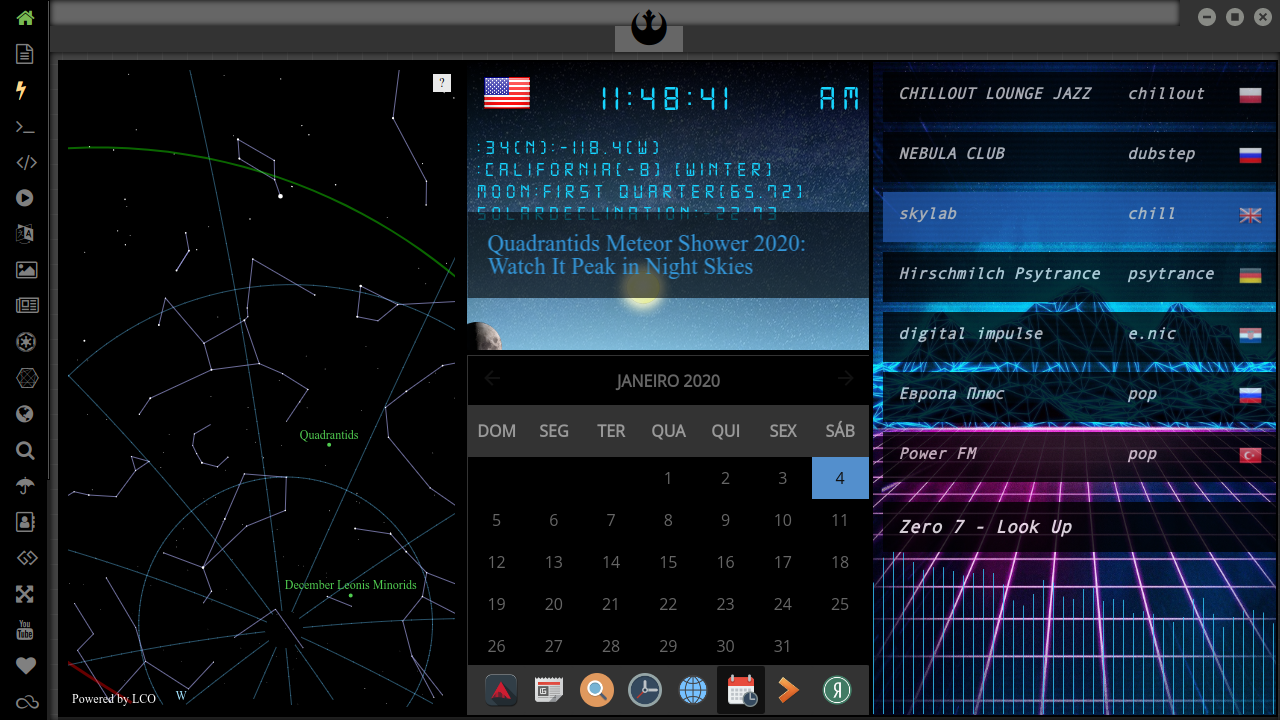 ?
Quadrantids
December Leonis Minorids
Powered by LCO
W
11:48:41 AM
:34(N):-118.4(W)
:CALIFORNIA(-8) (WINTER)
MOON:FIRST QUARTER(65.72)
SOLARDECLINATION:-22.93
Quadrantids Meteor Shower 2020:
Watch It Peak in Night Skies
JANEIRO 2020
DOM SEG TER QUA QUI SEX SÁB
1 2 3 4
5 6 7 8 9 10 11
12 13 14 15 16 17 18
19 20 21 22 23 24 25
26 27 28 29 30 31
CHILLOUT LOUNGE JAZZ chillout
NEBULA CLUB dubstep
skylab chill
Hirschmilch Psytrance psytrance
digital impulse e.nic
Европа Плюс pop
Power FM pop
Zero 7 - Look Up
You
Tube
Я